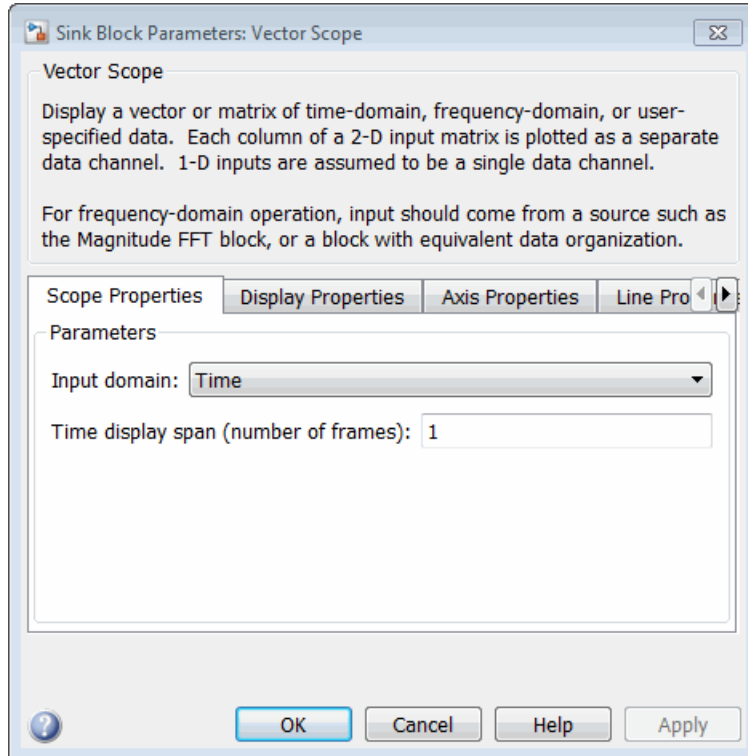 Sink Block Parameters: Vector Scope
Vector Scope
Display a vector or matrix of time-domain, frequency-domain, or user-
specified data.  Each column of a 2-D input matrix is plotted as a separate
data channel.  1-D inputs are assumed to be a single data channel.
For frequency-domain operation, input should come from a source such as
the Magnitude FFT block, or a block with equivalent data organization.
Scope Properties Display Properties Axis Properties Line Pro
Parameters
Input domain: Time
Time display span (number of frames): 1
OK Cancel Help Apply